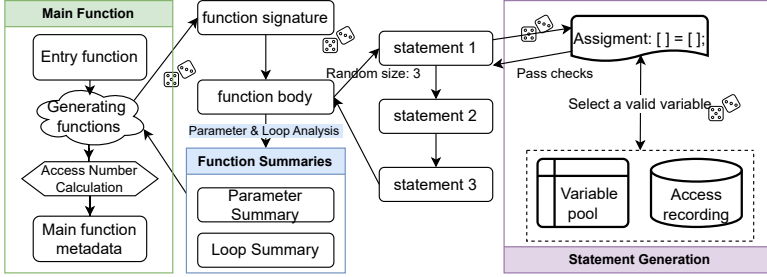 Main Function
Entry function
Generating
functions
Access Number
Calculation
Main function
metadata
function signature
function body
Parameter & Loop Analysis
Function Summaries
Parameter
Summary
Loop Summary
statement 1
Random size: 3
statement 2
statement 3
Assigment: [ ] = [ ];
Pass checks
Select a valid variable
Variable
pool
Access
recording
Statement Generation